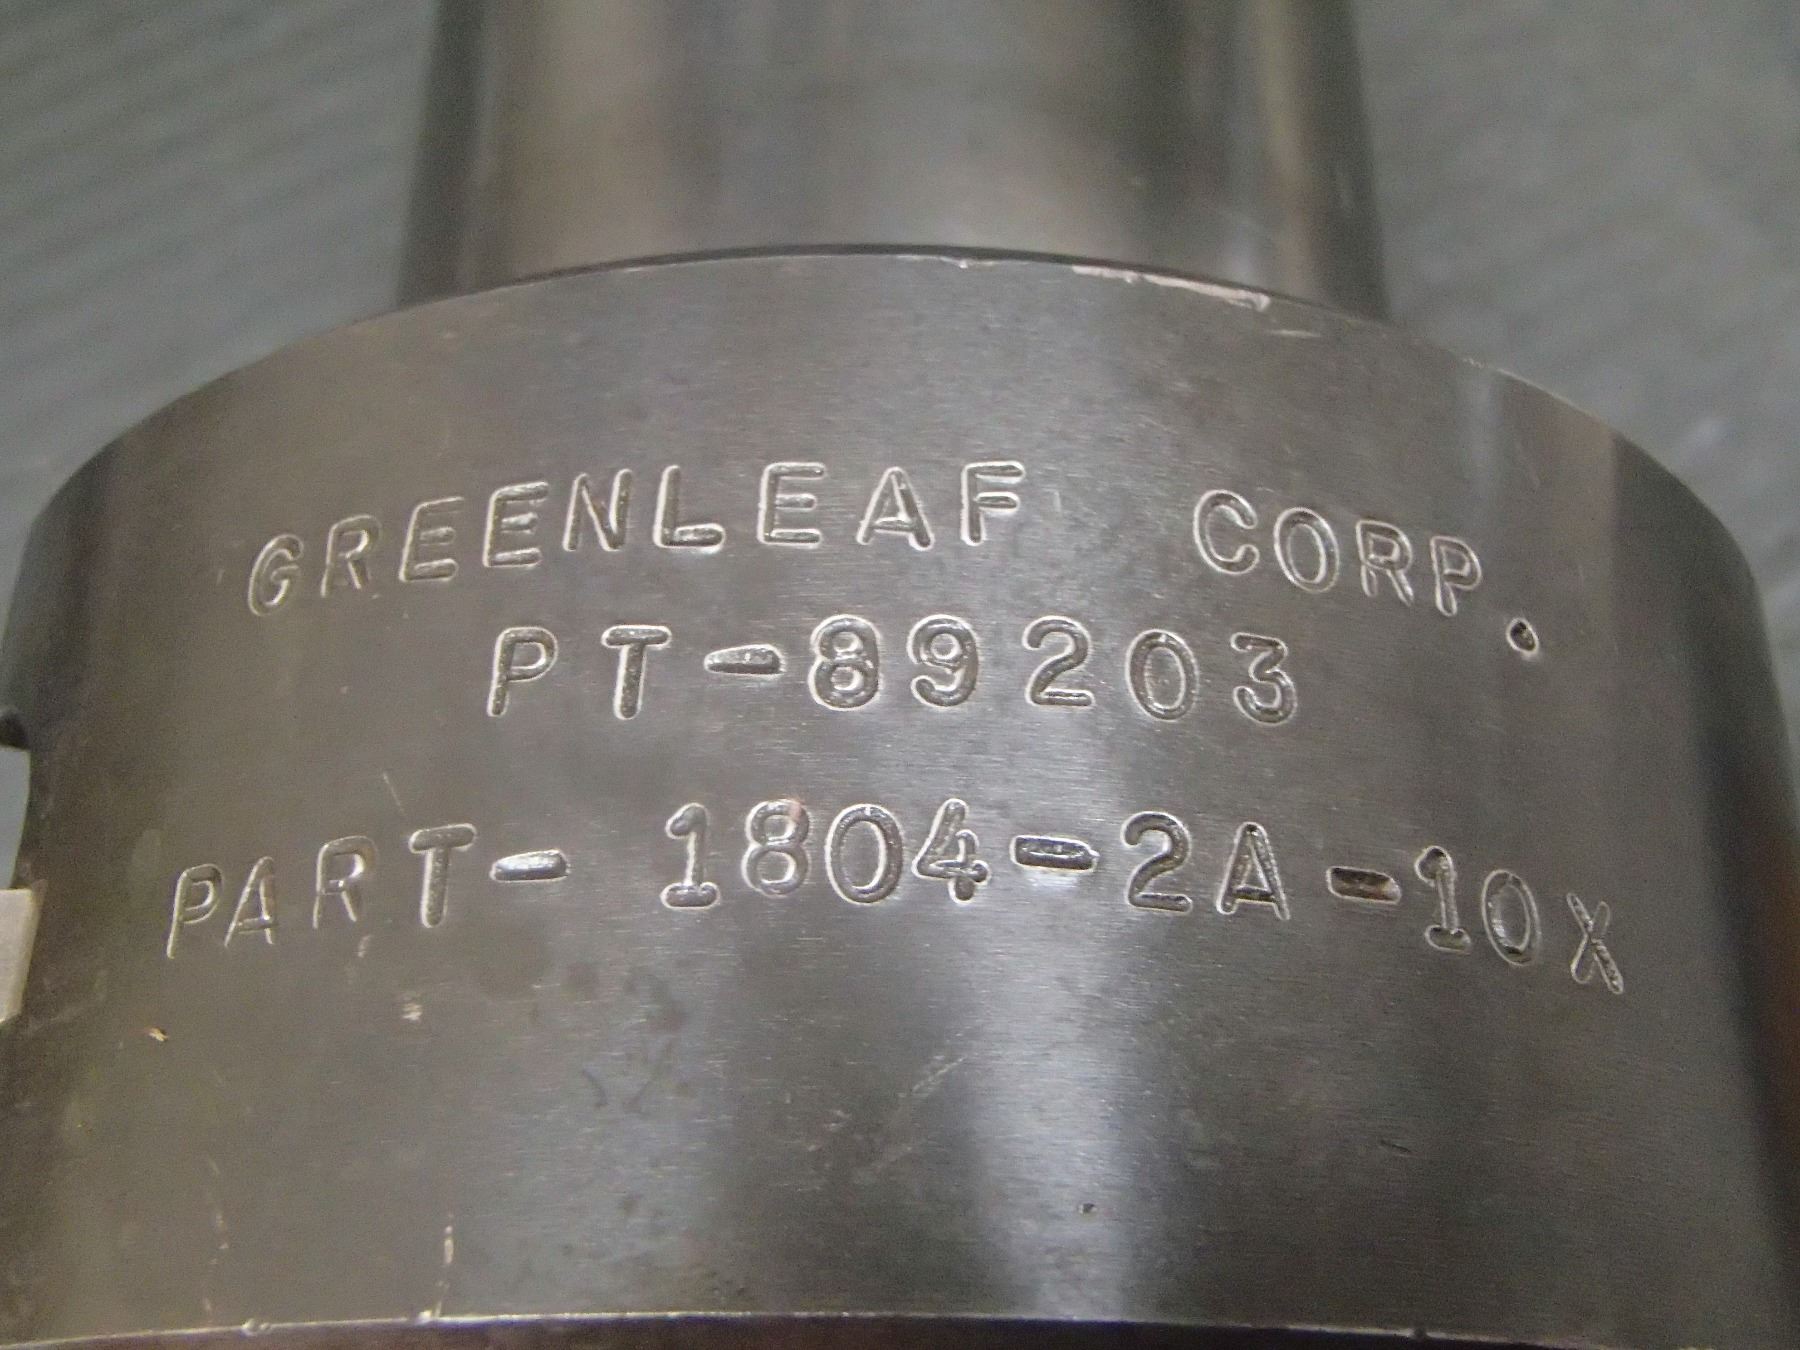 GREENLEAF CORP.
PT-89203
PART- 1804-2A-10X